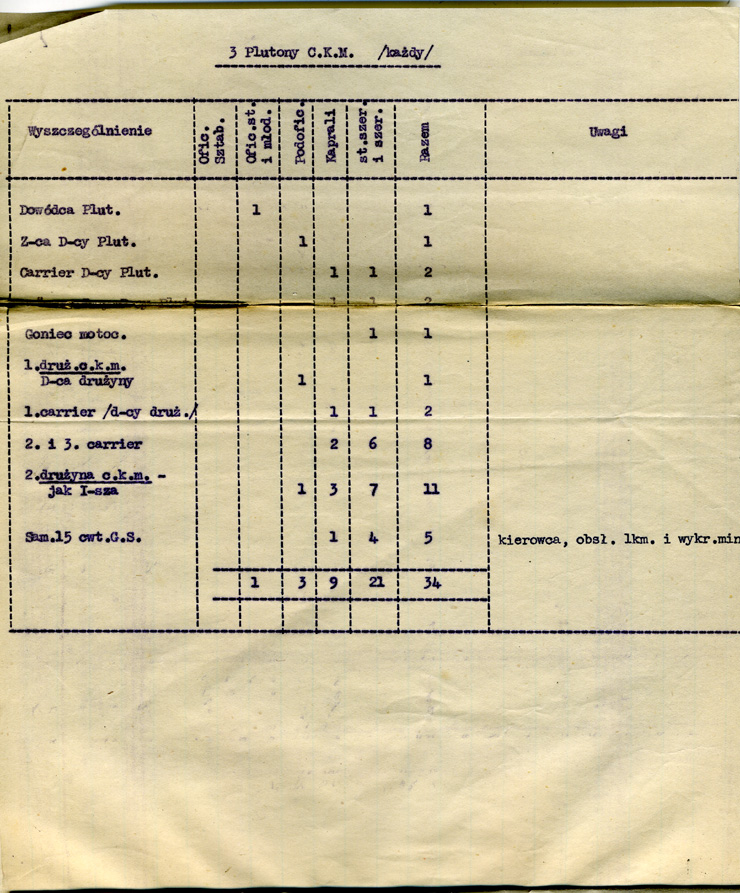 3 Plutony C.K.M. /każdy/
Wyszczególnienie Ofic. Sztab. Ofic.st. i młod. Podofic. Kaprali st.szer. i szer. Razem Uwagi
Dowódca Plut. 1 1
Z-ca D-cy Plut. 1 1
Carrier D-cy Plut. 1 1 2
1 1 2
Goniec motoc. 1 1
1.druż.c.k.m.
D-ca drużyny 1 1
1.carrier /d-cy druż./ 1 1 2
2. i 3. carrier 2 6 8
2.drużyna c.k.m. -
jak I-sza 1 3 7 11
Sam.15 cwt.G.S. 1 4 5 kierowca, obsł. lkm. i wykr.min
1 3 9 21 34